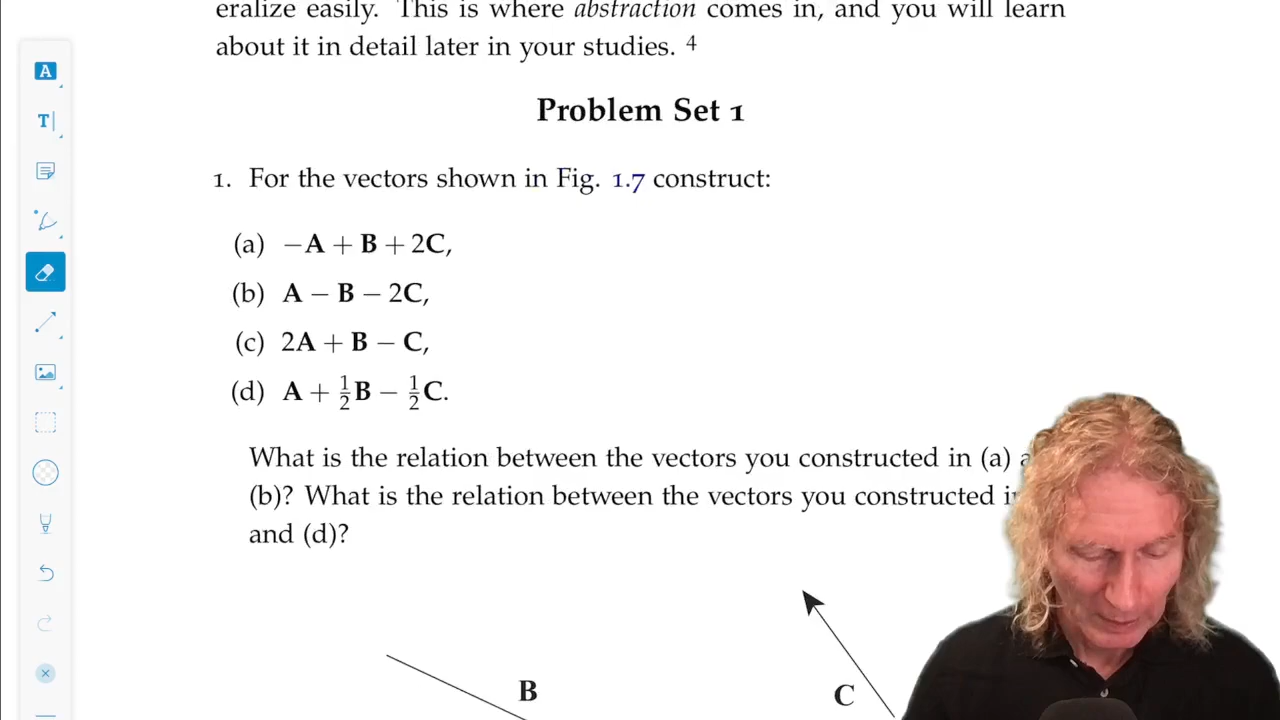 eralize easily. This is where abstraction comes in, and you will learn
about it in detail later in your studies. 4
Problem Set 1
1. For the vectors shown in Fig. 1.7 construct:
(a) −A + B + 2C,
(b) A − B − 2C,
(c) 2A + B − C,
(d) A + 1/2B − 1/2C.
What is the relation between the vectors you constructed in (a)
(b)? What is the relation between the vectors you constructed
and (d)?
B
C
A
T